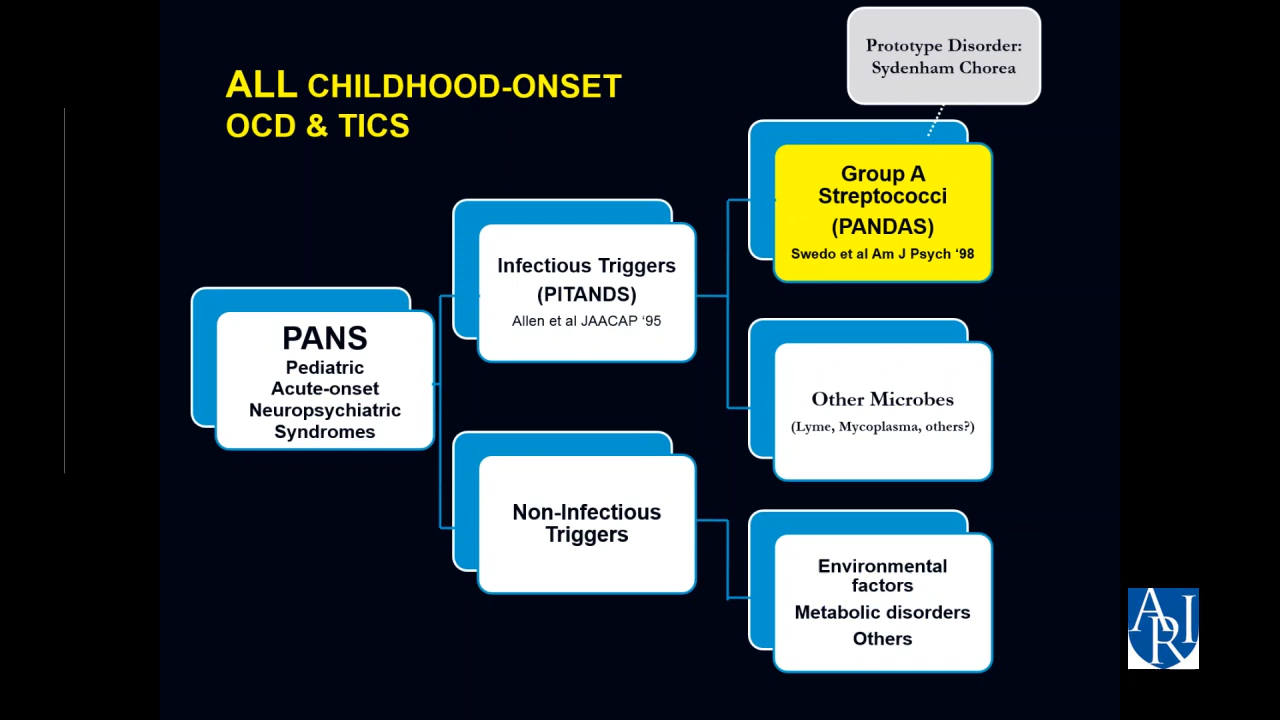 ALL CHILDHOOD-ONSET
OCD & TICS
Prototype Disorder:
Sydenham Chorea
PANS
Pediatric
Acute-onset
Neuropsychiatric
Syndromes
Infectious Triggers
(PITANDS)
Allen et al JAACAP ‘95
Non-Infectious
Triggers
Group A
Streptococci
(PANDAS)
Swedo et al Am J Psych ‘98
Other Microbes
(Lyme, Mycoplasma, others?)
Environmental
factors
Metabolic disorders
Others
ARI